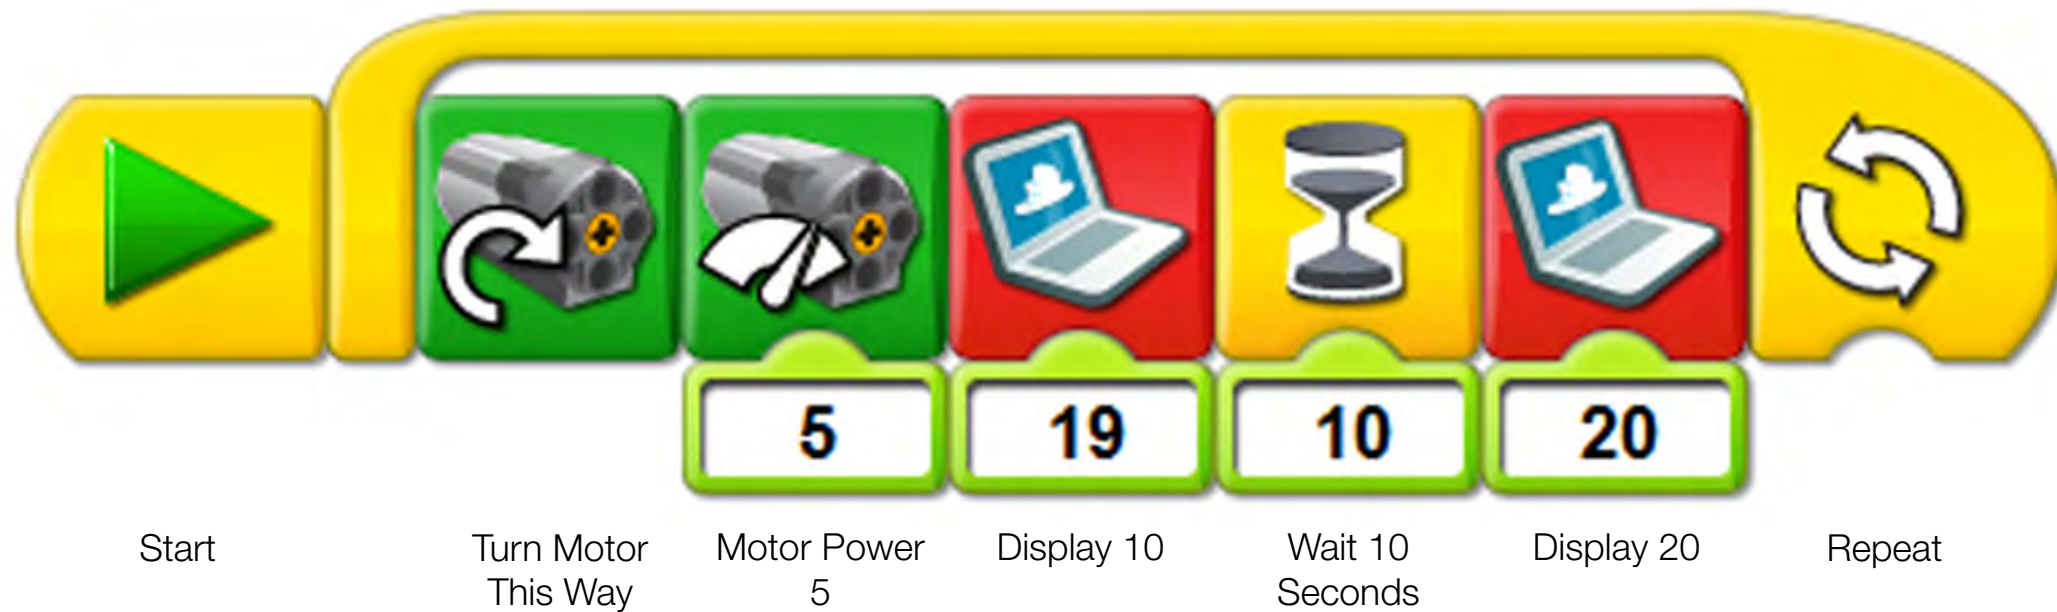 5 19 10 20
Start Turn Motor Motor Power Display 10 Wait 10 Display 20 Repeat
This Way 5 Seconds